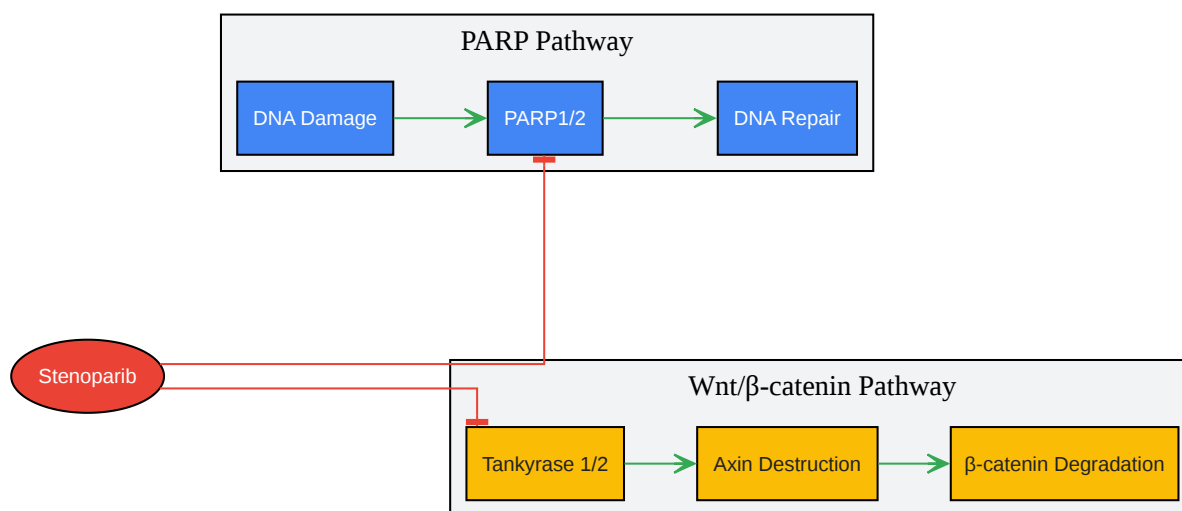 PARP Pathway
DNA Damage
PARP1/2
DNA Repair
Stenoparib
Wnt/β-catenin Pathway
Tankyrase 1/2
Axin Destruction
β-catenin Degradation